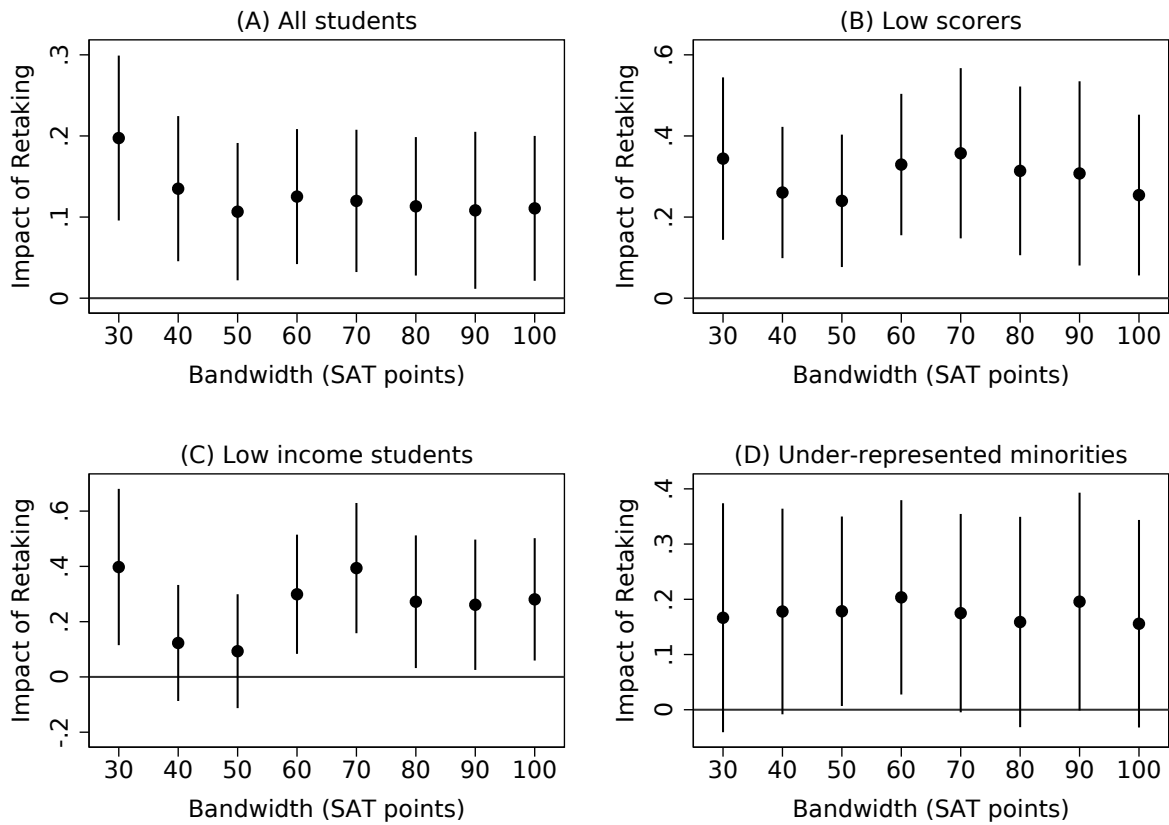 (A) All students
Impact of Retaking
.3
.2
.1
0
30 40 50 60 70 80 90 100
Bandwidth (SAT points)
(B) Low scorers
Impact of Retaking
.6
.4
.2
0
30 40 50 60 70 80 90 100
Bandwidth (SAT points)
(C) Low income students
Impact of Retaking
.6
.4
.2
0
-.2
30 40 50 60 70 80 90 100
Bandwidth (SAT points)
(D) Under-represented minorities
Impact of Retaking
.4
.3
.2
.1
0
30 40 50 60 70 80 90 100
Bandwidth (SAT points)